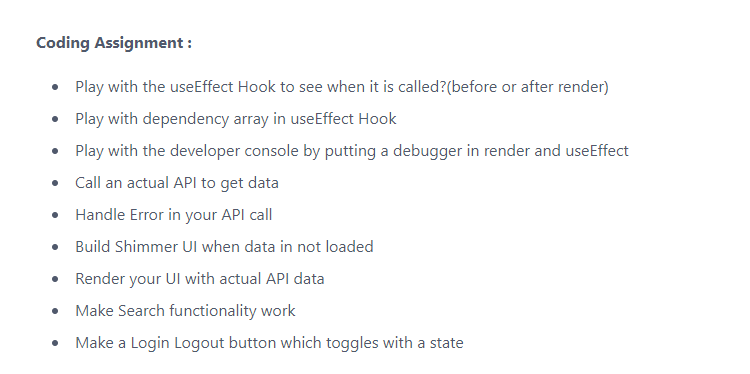 Coding Assignment :
Play with the useEffect Hook to see when it is called?(before or after render)
Play with dependency array in useEffect Hook
Play with the developer console by putting a debugger in render and useEffect
Call an actual API to get data
Handle Error in your API call
Build Shimmer UI when data in not loaded
Render your UI with actual API data
Make Search functionality work
Make a Login Logout button which toggles with a state